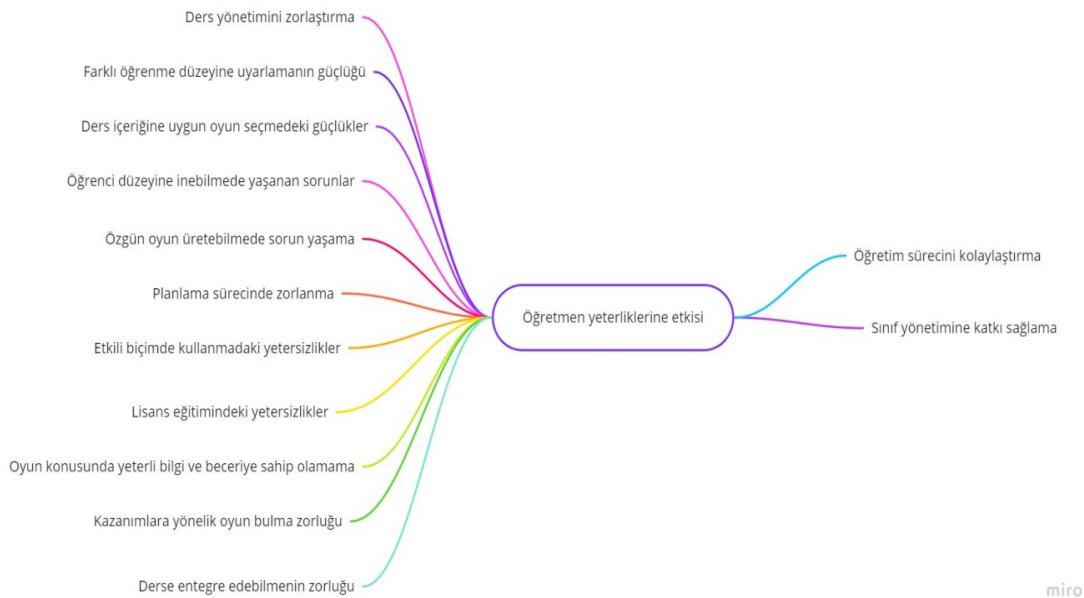 Ders yönetimini zorlaştırma
Farklı öğrenme düzeyine uyarlamanın güçlüğü
Ders içeriğine uygun oyun seçmedeki güçlükler
Öğrenci düzeyine inebilmede yaşanan sorunlar
Özgün oyun üretebilmede sorun yaşama
Planlama sürecinde zorlanma
Etkili biçimde kullanmadaki yetersizlikler
Lisans eğitimindeki yetersizlikler
Oyun konusunda yeterli bilgi ve beceriye sahip olamama
Kazanımlara yönelik oyun bulma zorluğu
Derse entegre edebilmenin zorluğu
Öğretmen yeterliklerine etkisi
Öğretim sürecini kolaylaştırma
Sınıf yönetimine katkı sağlama
miro